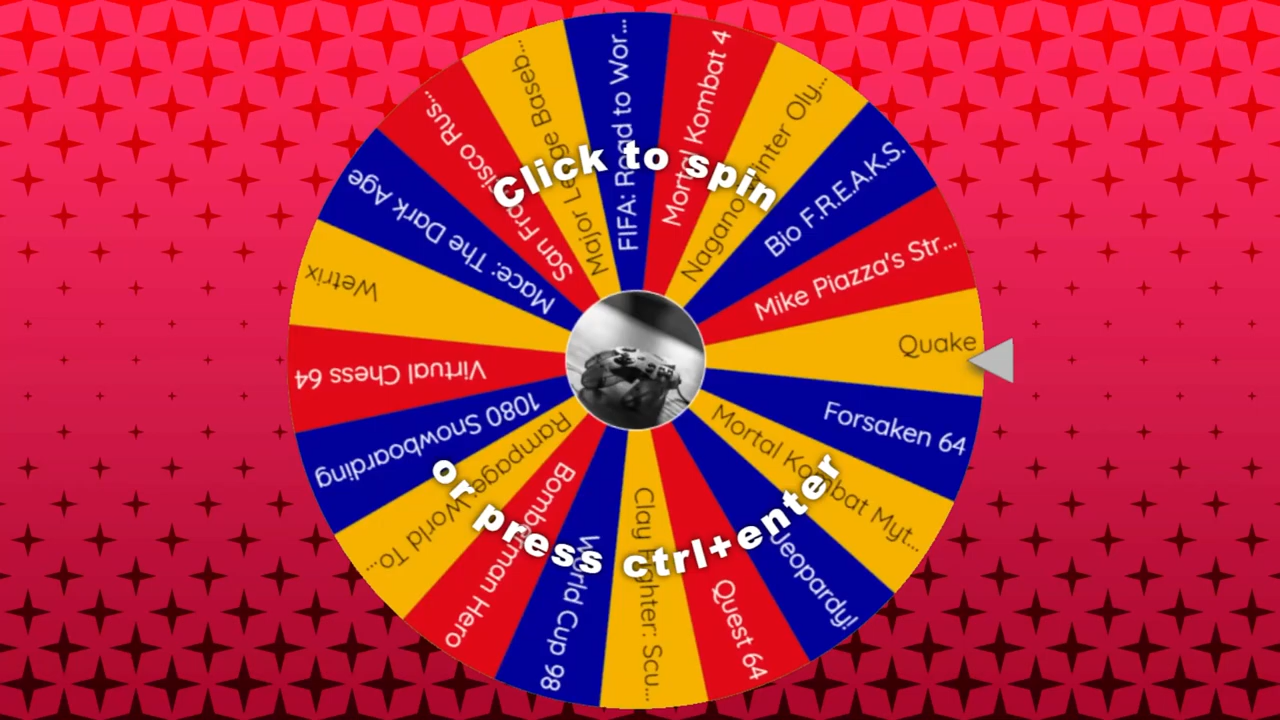 Click to spin
or press ctrl+enter
Quake
Forsaken 64
Mortal Kombat Myt...
Jeopardy!
Quest 64
Clay Fighter: Scu...
World Cup 98
Bomberman Hero
Rampage: World To...
1080 Snowboarding
Virtual Chess 64
Wetrix
Mace: The Dark Age
San Francisco Rus...
Major League Baseb...
FIFA: Road to Wor...
Mortal Kombat 4
Nagano Winter Oly...
Bio F.R.E.A.K.S.
Mike Piazza's Str...